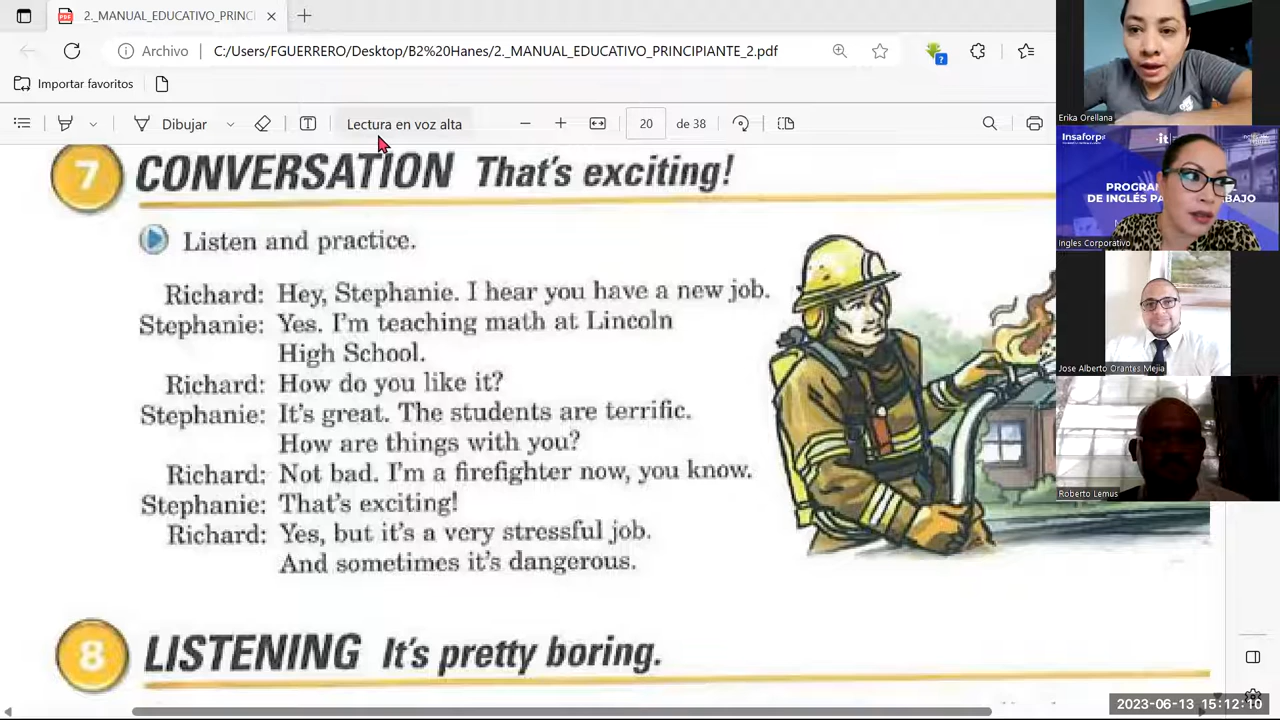 2._MANUAL_EDUCATIVO_PRINCI
Archivo C:/Users/FGUERRERO/Desktop/B2%20Hanes/2._MANUAL_EDUCATIVO_PRINCIPIANTE_2.pdf
Importar favoritos
Dibujar Lectura en voz alta 20 de 38
7 CONVERSATION That's exciting!
Listen and practice.
Richard: Hey, Stephanie. I hear you have a new job.
Stephanie: Yes. I'm teaching math at Lincoln
High School.
Richard: How do you like it?
Stephanie: It's great. The students are terrific.
How are things with you?
Richard: Not bad. I'm a firefighter now, you know.
Stephanie: That's exciting!
Richard: Yes, but it's a very stressful job.
And sometimes it's dangerous.
8 LISTENING It's pretty boring.
Erika Orellana
Insaforp
it
PROGRA
DE INGLÉS PA BAJO
Ingles Corporativo
Jose Alberto Orantes Mejia
Roberto Lemus
2023-06-13 15:12:10